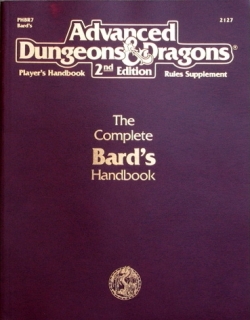 PHBR7
Bard's
2127
Advanced
Dungeons & Dragons®
Player's Handbook 2nd Edition Rules Supplement
The
Complete
Bard's
Handbook